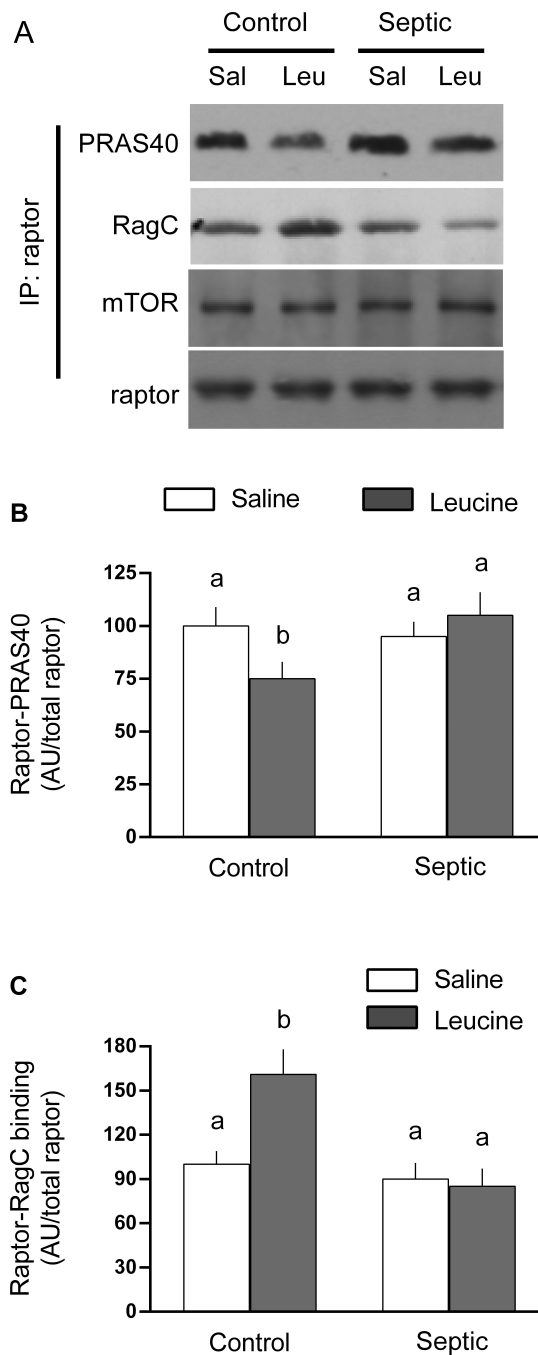 A
Control Septic
Sal Leu Sal Leu
IP: raptor
PRAS40
RagC
mTOR
raptor
B
Saline Leucine
Raptor-PRAS40
(AU/total raptor)
125
100
75
50
25
0
a
b
a
a
Control Septic
C
Saline
Leucine
Raptor-RagC binding
(AU/total raptor)
180
150
120
90
60
30
0
a
b
a
a
Control Septic